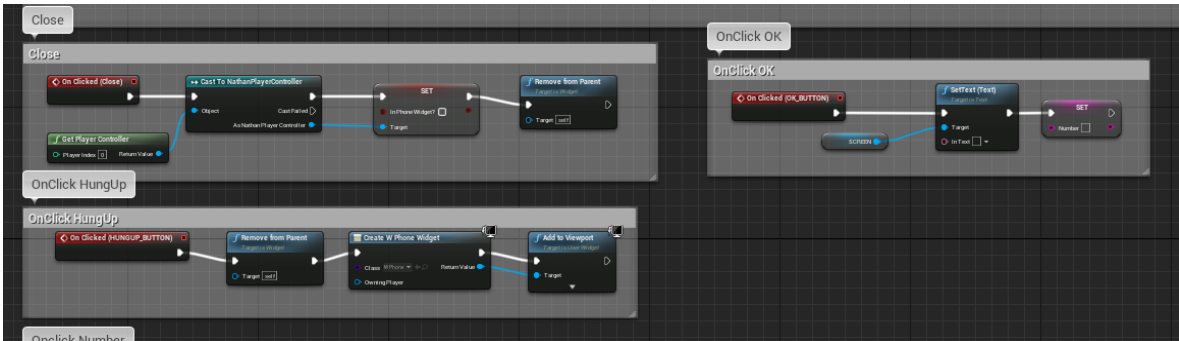 Close
Close
On Clicked (Close)
Cast To NathanPlayerController
Object
Cast Failed
As Nathan Player Controller
SET
In Phone Widget?
Target
Remove from Parent
Target is Widget
Target self
Get Player Controller
Player Index 0
Return Value
OnClick HungUp
OnClick HungUp
On Clicked (HUNGUP_BUTTON)
Remove from Parent
Target is Widget
Target self
Create W Phone Widget
Class WPhone
Return Value
Owning Player
Add to Viewport
Target is User Widget
Target
Onclick Number
OnClick OK
OnClick OK
On Clicked (OK_BUTTON)
SCREEN
SetText (Text)
Target is Text
Target
In Text
SET
Number